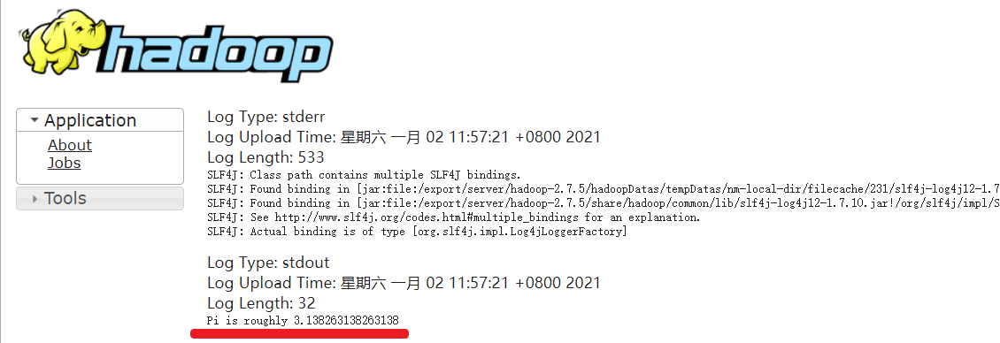 hadoop
Application
About
Jobs
Tools
Log Type: stderr
Log Upload Time: 星期六 一月 02 11:57:21 +0800 2021
Log Length: 533
SLF4J: Class path contains multiple SLF4J bindings.
SLF4J: Found binding in [jar:file:/export/server/hadoop-2.7.5/hadoopDatas/tempDatas/nm-local-dir/filecache/231/slf4j-log4j12-1.7
SLF4J: Found binding in [jar:file:/export/server/hadoop-2.7.5/share/hadoop/common/lib/slf4j-log4j12-1.7.10.jar!/org/slf4j/impl/S
SLF4J: See http://www.slf4j.org/codes.html#multiple_bindings for an explanation.
SLF4J: Actual binding is of type [org.slf4j.impl.Log4jLoggerFactory]
Log Type: stdout
Log Upload Time: 星期六 一月 02 11:57:21 +0800 2021
Log Length: 32
Pi is roughly 3.138263138263138